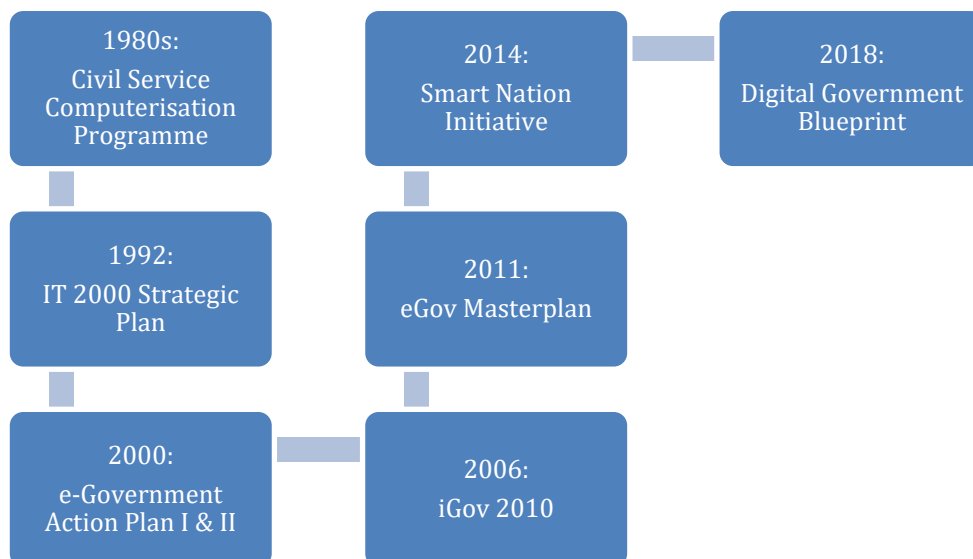 1980s:
Civil Service
Computerisation
Programme
1992:
IT 2000 Strategic
Plan
2000:
e-Government
Action Plan I & II
2006:
iGov 2010
2011:
eGov Masterplan
2014:
Smart Nation
Initiative
2018:
Digital Government
Blueprint